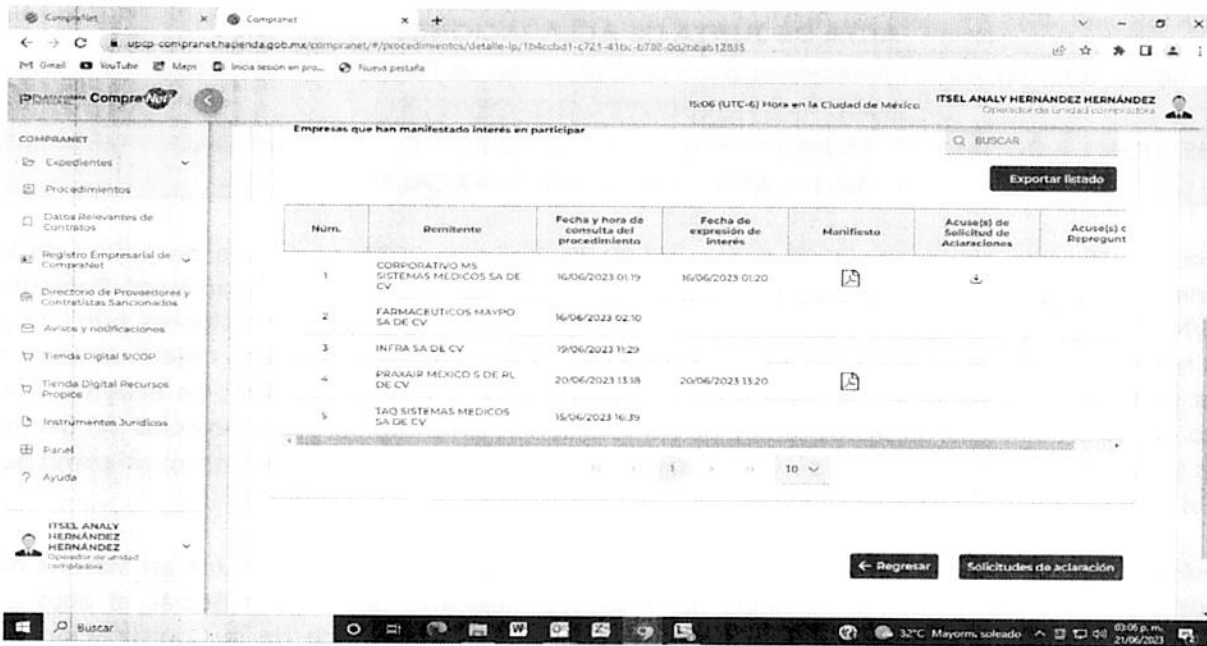 CompraNet
Compranet
upcp-compranet.hacienda.gob.mx/compranet/#/procedimientos/detalle-lp/
Gmail
YouTube
Maps
Inicia sesión en pro...
Nueva pestaña
CompraNet
15:06 (UTC-6) Hora en la Ciudad de México
ITSEL ANALY HERNÁNDEZ HERNÁNDEZ
Operador de unidad compradora
COMPRANET
Expedientes
Procedimientos
Datos Relevantes de
Contratos
Registro Empresarial de
CompraNet
Directorio de Proveedores y
Contratistas Sancionados
Avisos y notificaciones
Tienda Digital SICOP
Tienda Digital Recursos
Propios
Instrumentos Jurídicos
Panel
Ayuda
ITSEL ANALY
HERNÁNDEZ
HERNÁNDEZ
Operador de unidad
compradora
Empresas que han manifestado interés en participar
BUSCAR
Exportar listado
Núm.
Remitente
Fecha y hora de
consulta del
procedimiento
Fecha de
expresión de
interés
Manifiesto
Acuse(s) de
Solicitud de
Aclaraciones
Acuse(s) c
Repregunt
1
CORPORATIVO MS
SISTEMAS MEDICOS SA DE
CV
16/06/2023 01:19
16/06/2023 01:20
2
FARMACEUTICOS MAYPO
SA DE CV
16/06/2023 02:10
3
INFRA SA DE CV
19/06/2023 11:29
4
PRAXAIR MEXICO S DE RL
DE CV
20/06/2023 13:18
20/06/2023 13:20
5
TAQ SISTEMAS MEDICOS
SA DE CV
15/06/2023 16:39
1
10
← Regresar
Solicitudes de aclaración
Buscar
32°C Mayorm. soleado
03:06 p. m.
21/06/2023